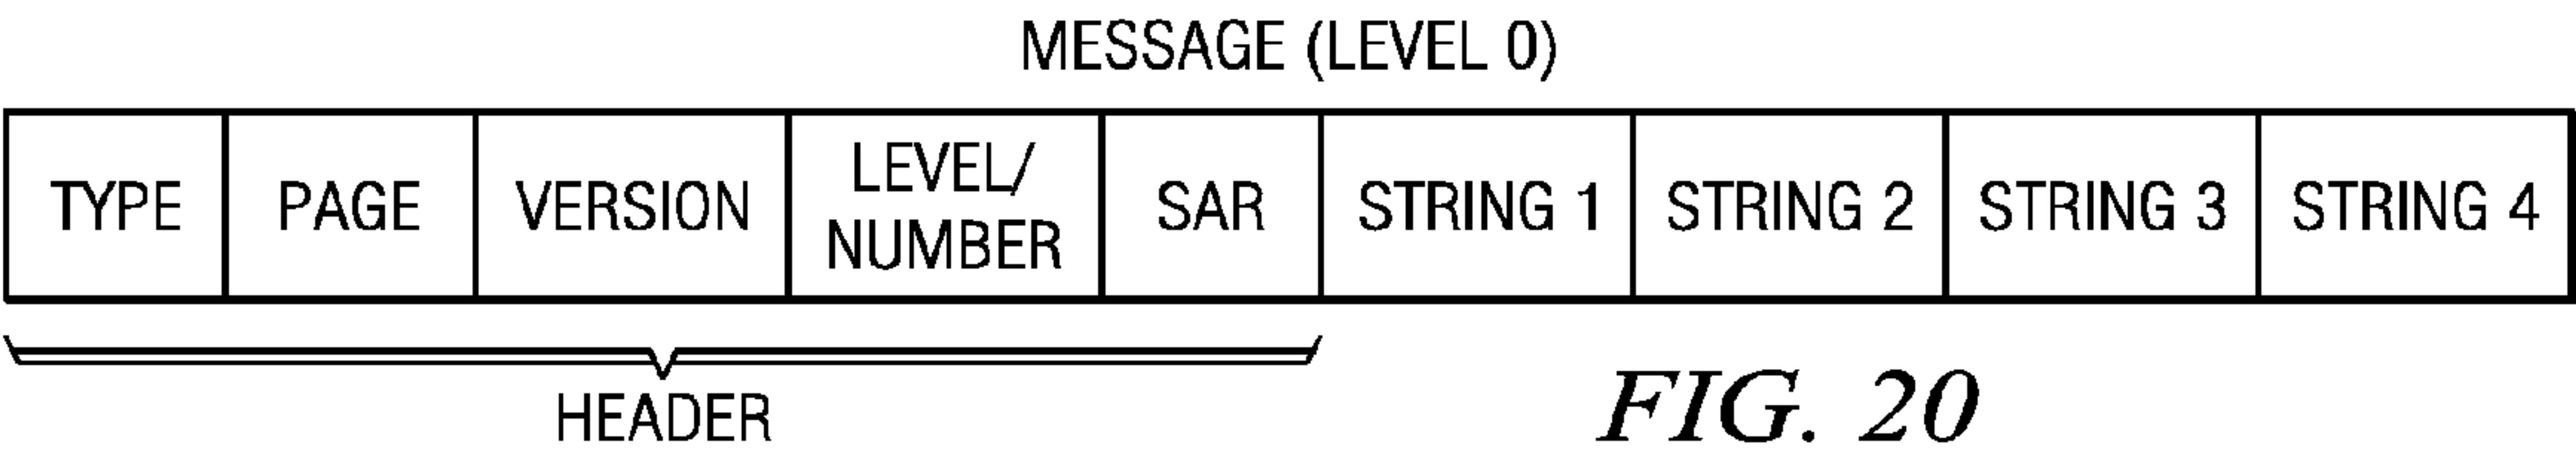 MESSAGE (LEVEL 0)
TYPE
PAGE
VERSION
LEVEL/
NUMBER
SAR
STRING 1
STRING 2
STRING 3
STRING 4
HEADER
FIG. 20